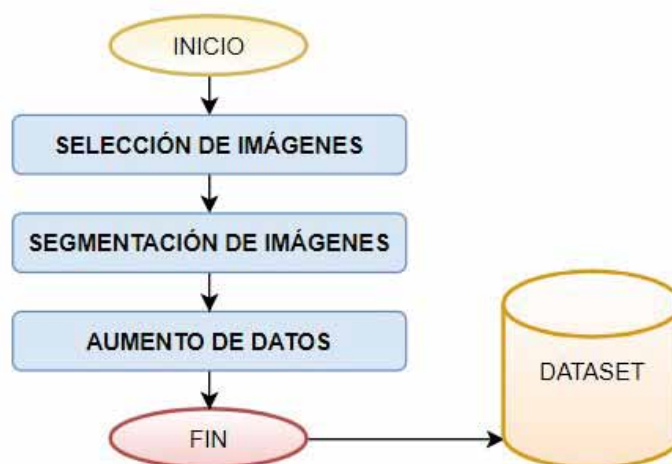 INICIO
SELECCIÓN DE IMÁGENES
SEGMENTACIÓN DE IMÁGENES
AUMENTO DE DATOS
DATASET
FIN